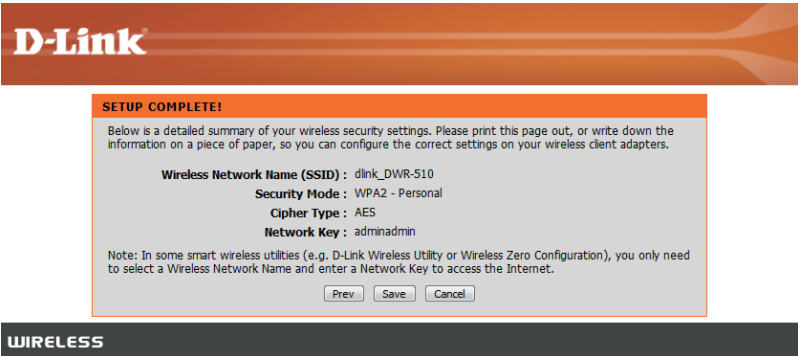 D-Link
SETUP COMPLETE!
Below is a detailed summary of your wireless security settings. Please print this page out, or write down the
information on a piece of paper, so you can configure the correct settings on your wireless client adapters.
Wireless Network Name (SSID) : dlink_DWR-510
Security Mode : WPA2 - Personal
Cipher Type : AES
Network Key : adminadmin
Note: In some smart wireless utilities (e.g. D-Link Wireless Utility or Wireless Zero Configuration), you only need
to select a Wireless Network Name and enter a Network Key to access the Internet.
Prev Save Cancel
WIRELESS